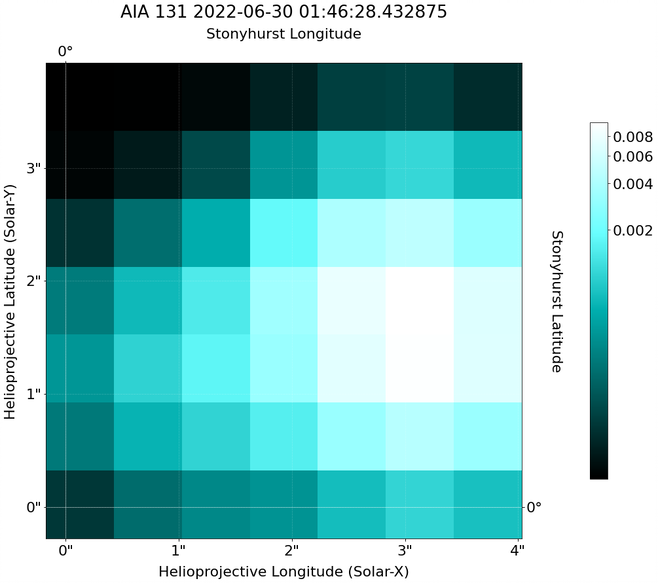 AIA 131 2022-06-30 01:46:28.432875
Stonyhurst Longitude
0°
3"
2"
1"
0"
Helioprojective Latitude (Solar-Y)
0°
Stonyhurst Latitude
0.008
0.006
0.004
0.002
0" 1" 2" 3" 4"
Helioprojective Longitude (Solar-X)